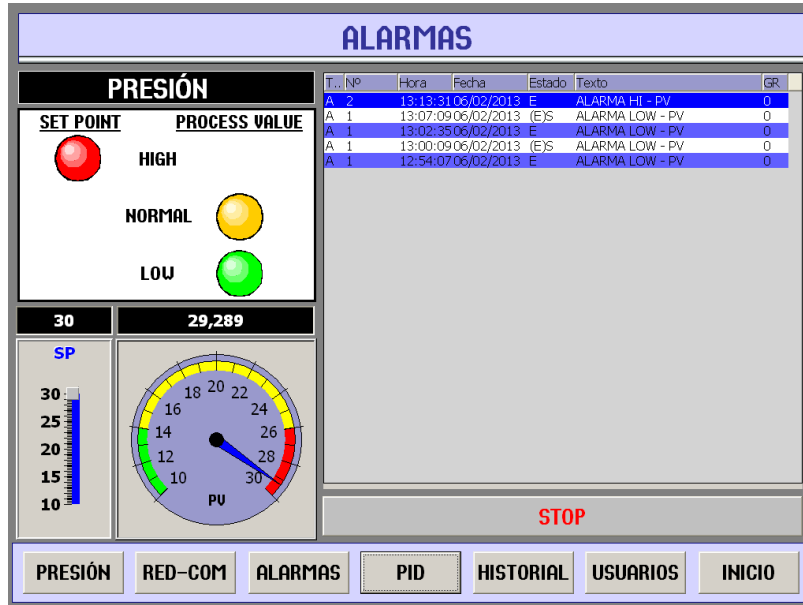 ALARMAS
PRESIÓN
SET POINT PROCESS VALUE
HIGH
NORMAL
LOW
30 29,289
SP
30
25
20
15
10
10 12 14 16 18 20 22 24 26 28 30
PV
T.. Nº Hora Fecha Estado Texto GR
A 2 13:13:31 06/02/2013 E ALARMA HI - PV 0
A 1 13:07:09 06/02/2013 (E)S ALARMA LOW - PV 0
A 1 13:02:35 06/02/2013 E ALARMA LOW - PV 0
A 1 13:00:09 06/02/2013 (E)S ALARMA LOW - PV 0
A 1 12:54:07 06/02/2013 E ALARMA LOW - PV 0
STOP
PRESIÓN RED-COM ALARMAS PID HISTORIAL USUARIOS INICIO